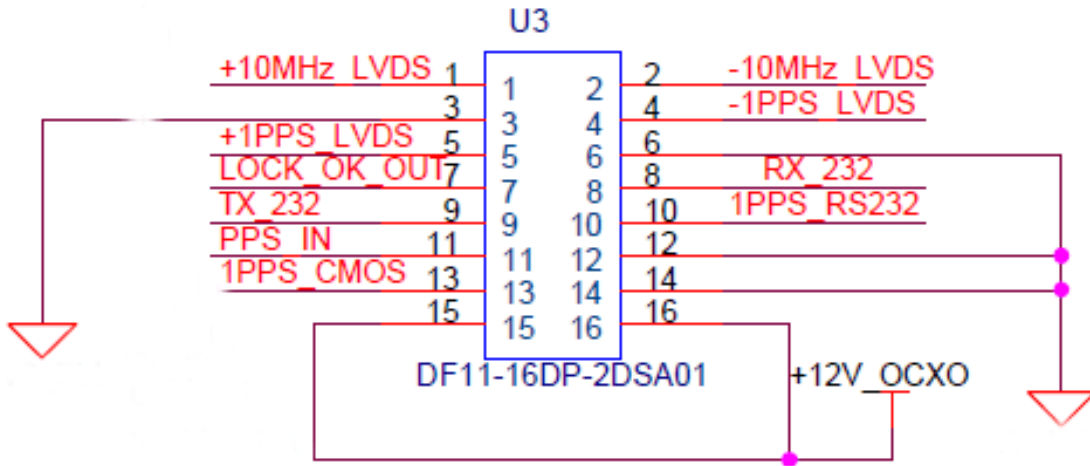 U3
+10MHz_LVDS 1 1 2 2 -10MHz_LVDS
3 3 4 4 -1PPS_LVDS
+1PPS_LVDS 5 5 6 6
LOCK_OK_OUT 7 7 8 8 RX_232
TX_232 9 9 10 10 1PPS_RS232
PPS_IN 11 11 12 12
1PPS_CMOS 13 13 14 14
15 15 16 16
DF11-16DP-2DSA01 +12V_OCXO